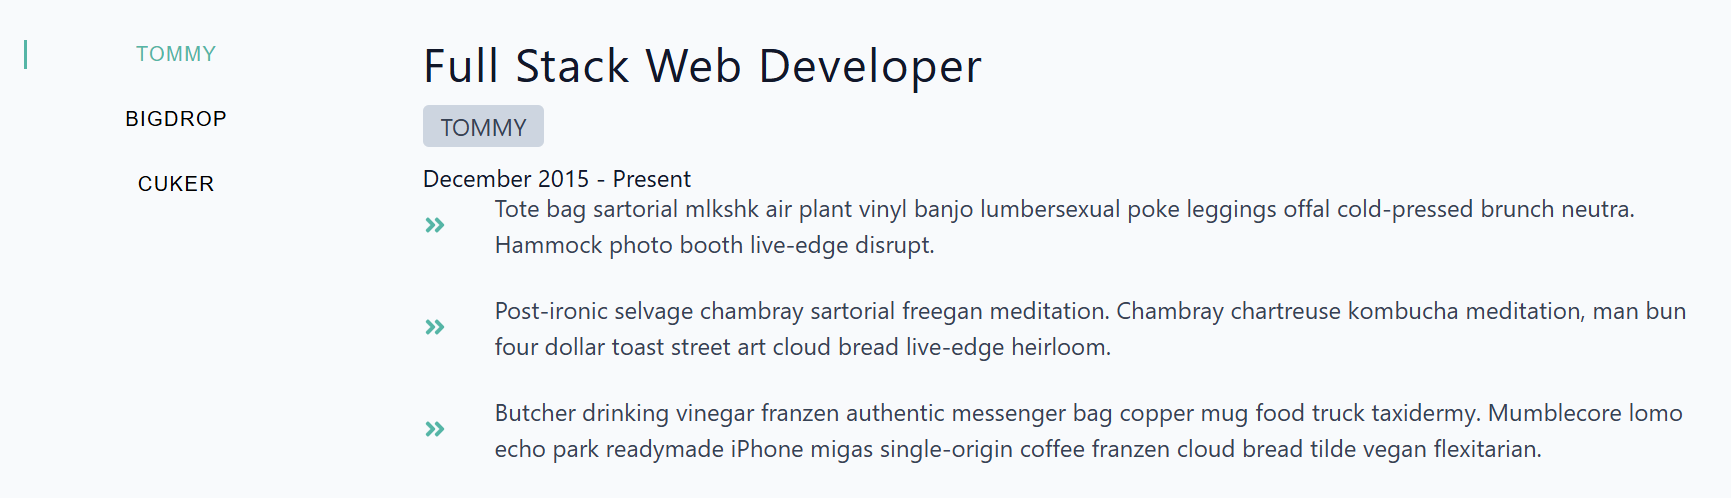 TOMMY
BIGDROP
CUKER
Full Stack Web Developer
TOMMY
December 2015 - Present
Tote bag sartorial mlkshk air plant vinyl banjo lumbersexual poke leggings offal cold-pressed brunch neutra.
Hammock photo booth live-edge disrupt.
Post-ironic selvage chambray sartorial freegan meditation. Chambray chartreuse kombucha meditation, man bun
four dollar toast street art cloud bread live-edge heirloom.
Butcher drinking vinegar franzen authentic messenger bag copper mug food truck taxidermy. Mumblecore lomo
echo park readymade iPhone migas single-origin coffee franzen cloud bread tilde vegan flexitarian.